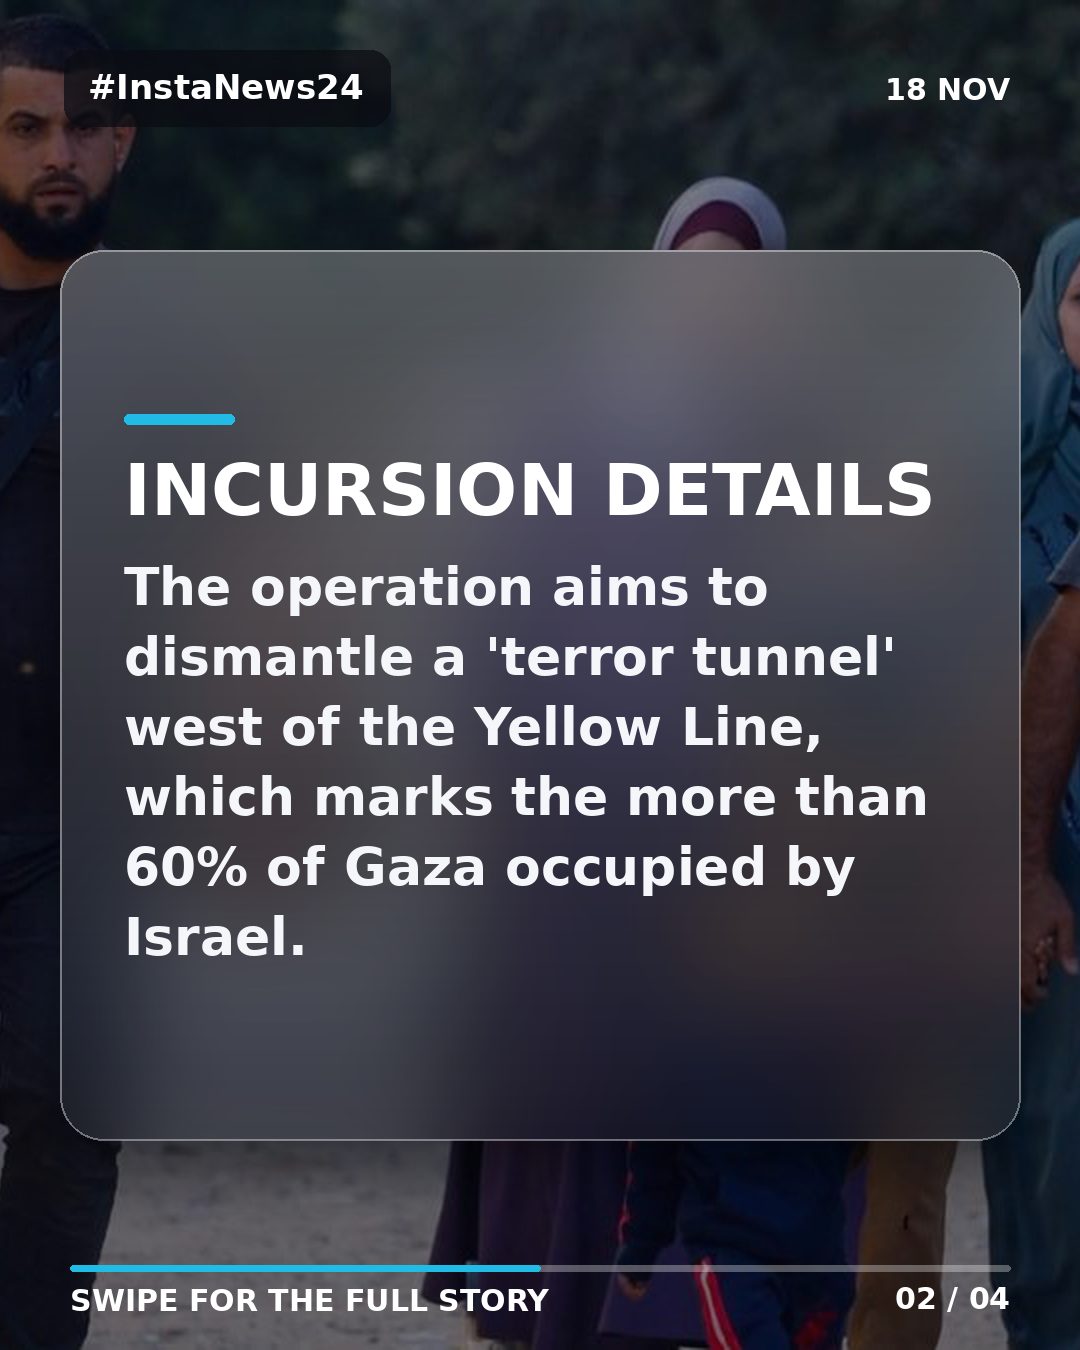 #InstaNews24
18 NOV
INCURSION DETAILS
The operation aims to
dismantle a 'terror tunnel'
west of the Yellow Line,
which marks the more than
60% of Gaza occupied by
Israel.
SWIPE FOR THE FULL STORY
02 / 04